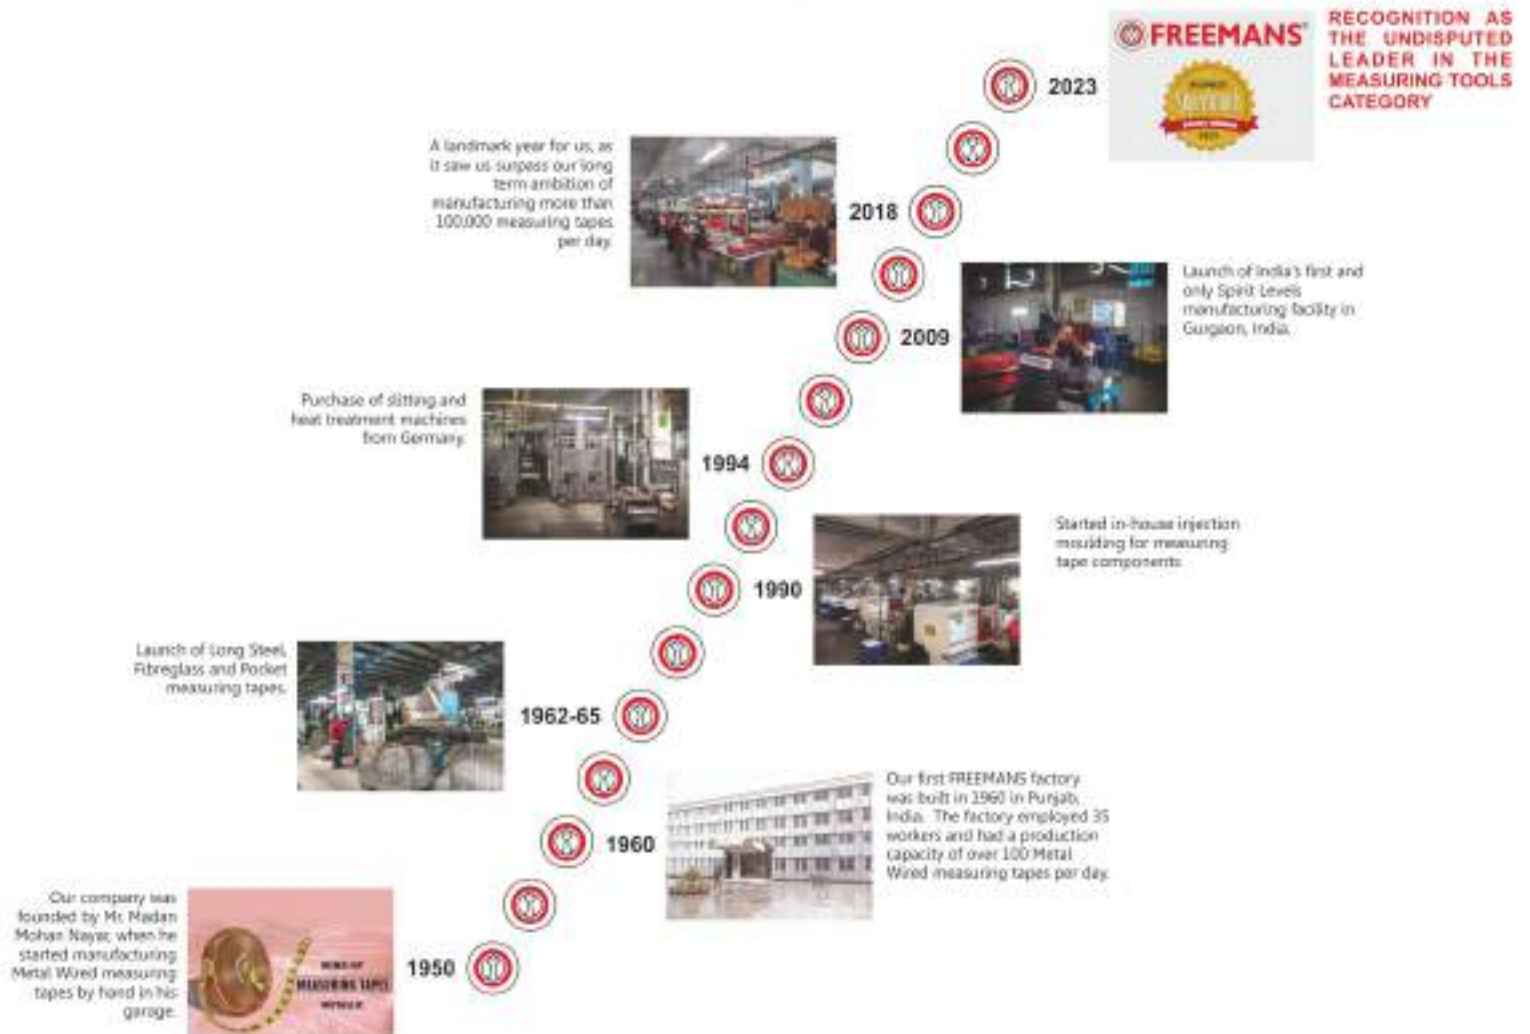 FREEMANS
RECOGNITION AS
THE UNDISPUTED
LEADER IN THE
MEASURING TOOLS
CATEGORY
2023
A landmark year for us, as
it saw us surpass our long
term ambition of
manufacturing more than
100,000 measuring tapes
per day.
2018
Launch of India's first and
only Spirit Levels
manufacturing facility in
Gurgaon, India.
2009
Purchase of slitting and
heat treatment machines
from Germany.
1994
Started in-house injection
moulding for measuring
tape components
1990
Launch of Long Steel,
Fibreglass and Pocket
measuring tapes.
1962-65
Our first FREEMANS factory
was built in 1960 in Punjab,
India. The factory employed 35
workers and had a production
capacity of over 100 Metal
Wired measuring tapes per day.
1960
Our company was
founded by Mr. Madan
Mohan Nayar, when he
started manufacturing
Metal Wired measuring
tapes by hand in his
garage.
MEASURING TAPES
1950